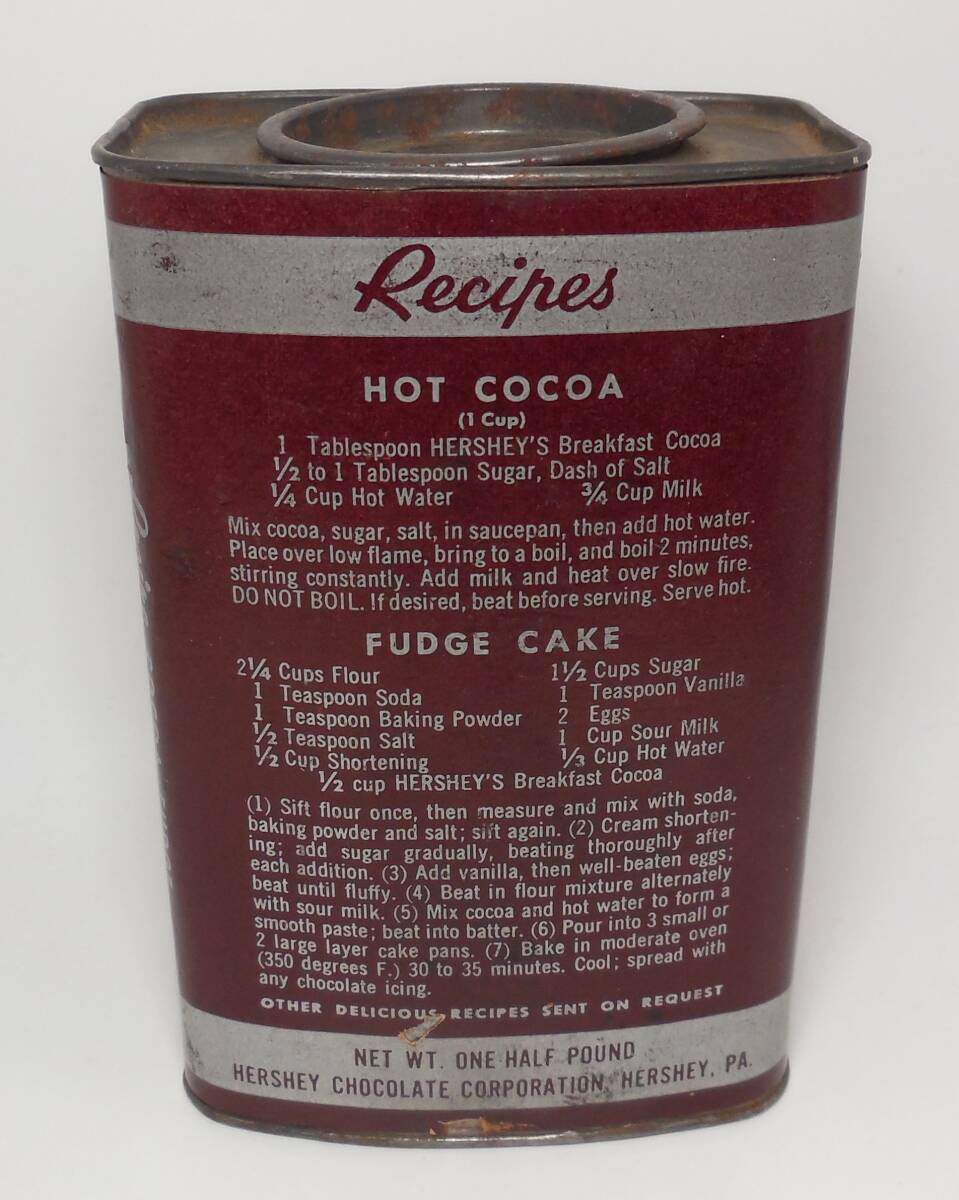 Recipes
HOT COCOA
(1 Cup)
1 Tablespoon HERSHEY'S Breakfast Cocoa
½ to 1 Tablespoon Sugar, Dash of Salt
¼ Cup Hot Water ¾ Cup Milk
Mix cocoa, sugar, salt, in saucepan, then add hot water.
Place over low flame, bring to a boil, and boil 2 minutes,
stirring constantly. Add milk and heat over slow fire.
DO NOT BOIL. If desired, beat before serving. Serve hot.
FUDGE CAKE
2¼ Cups Flour 1½ Cups Sugar
1 Teaspoon Soda 1 Teaspoon Vanilla
1 Teaspoon Baking Powder 2 Eggs
½ Teaspoon Salt 1 Cup Sour Milk
½ Cup Shortening ⅓ Cup Hot Water
½ cup HERSHEY'S Breakfast Cocoa
(1) Sift flour once, then measure and mix with soda,
baking powder and salt; sift again. (2) Cream shorten-
ing; add sugar gradually, beating thoroughly after
each addition. (3) Add vanilla, then well-beaten eggs;
beat until fluffy. (4) Beat in flour mixture alternately
with sour milk. (5) Mix cocoa and hot water to form a
smooth paste; beat into batter. (6) Pour into 3 small or
2 large layer cake pans. (7) Bake in moderate oven
(350 degrees F.) 30 to 35 minutes. Cool; spread with
any chocolate icing.
OTHER DELICIOUS RECIPES SENT ON REQUEST
NET WT. ONE HALF POUND
HERSHEY CHOCOLATE CORPORATION, HERSHEY, PA.